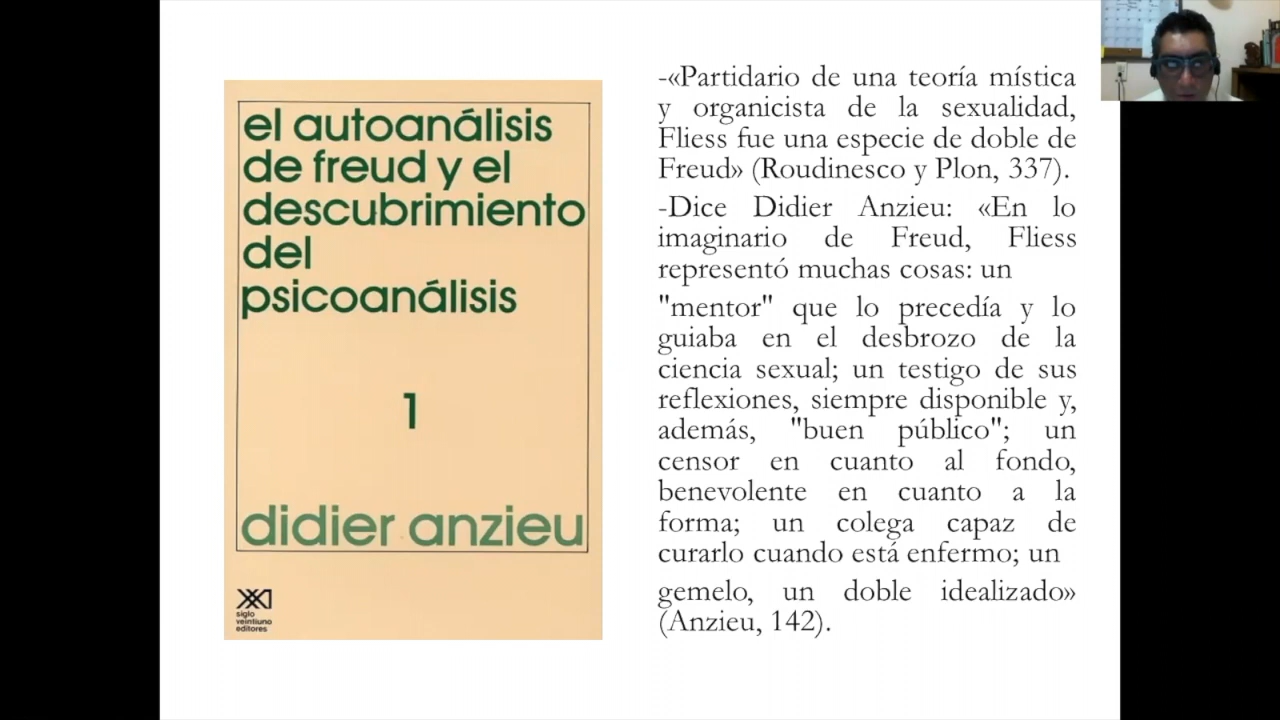 el autoanálisis
de freud y el
descubrimiento
del
psicoanálisis
1
didier anzieu
siglo
veintiuno
editores
-«Partidario de una teoría mística
y organicista de la sexualidad,
Fliess fue una especie de doble de
Freud» (Roudinesco y Plon, 337).
-Dice Didier Anzieu: «En lo
imaginario de Freud, Fliess
representó muchas cosas: un
"mentor" que lo precedía y lo
guiaba en el desbrozo de la
ciencia sexual; un testigo de sus
reflexiones, siempre disponible y,
además, "buen público"; un
censor en cuanto al fondo,
benevolente en cuanto a la
forma; un colega capaz de
curarlo cuando está enfermo; un
gemelo, un doble idealizado»
(Anzieu, 142).